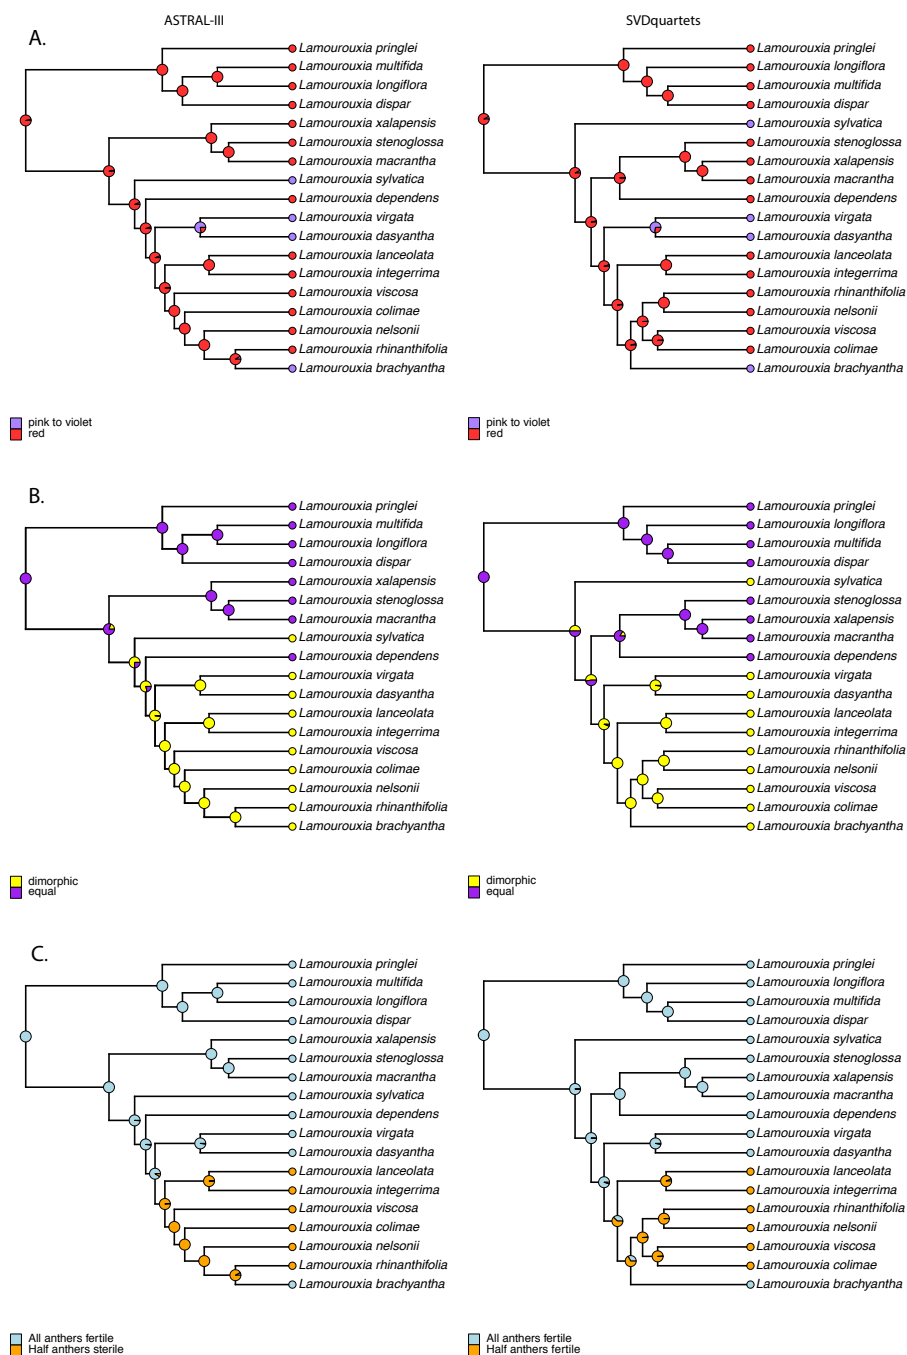 ASTRAL-III
SVDquartets
A.
Lamourouxia pringlei
Lamourouxia multifida
Lamourouxia longiflora
Lamourouxia dispar
Lamourouxia xalapensis
Lamourouxia stenoglossa
Lamourouxia macrantha
Lamourouxia sylvatica
Lamourouxia dependens
Lamourouxia virgata
Lamourouxia dasyantha
Lamourouxia lanceolata
Lamourouxia integerrima
Lamourouxia viscosa
Lamourouxia colimae
Lamourouxia nelsonii
Lamourouxia rhinanthifolia
Lamourouxia brachyantha
pink to violet
red
Lamourouxia pringlei
Lamourouxia longiflora
Lamourouxia multifida
Lamourouxia dispar
Lamourouxia sylvatica
Lamourouxia stenoglossa
Lamourouxia xalapensis
Lamourouxia macrantha
Lamourouxia dependens
Lamourouxia virgata
Lamourouxia dasyantha
Lamourouxia lanceolata
Lamourouxia integerrima
Lamourouxia rhinanthifolia
Lamourouxia nelsonii
Lamourouxia viscosa
Lamourouxia colimae
Lamourouxia brachyantha
pink to violet
red
B.
Lamourouxia pringlei
Lamourouxia multifida
Lamourouxia longiflora
Lamourouxia dispar
Lamourouxia xalapensis
Lamourouxia stenoglossa
Lamourouxia macrantha
Lamourouxia sylvatica
Lamourouxia dependens
Lamourouxia virgata
Lamourouxia dasyantha
Lamourouxia lanceolata
Lamourouxia integerrima
Lamourouxia viscosa
Lamourouxia colimae
Lamourouxia nelsonii
Lamourouxia rhinanthifolia
Lamourouxia brachyantha
dimorphic
equal
Lamourouxia pringlei
Lamourouxia longiflora
Lamourouxia multifida
Lamourouxia dispar
Lamourouxia sylvatica
Lamourouxia stenoglossa
Lamourouxia xalapensis
Lamourouxia macrantha
Lamourouxia dependens
Lamourouxia virgata
Lamourouxia dasyantha
Lamourouxia lanceolata
Lamourouxia integerrima
Lamourouxia rhinanthifolia
Lamourouxia nelsonii
Lamourouxia viscosa
Lamourouxia colimae
Lamourouxia brachyantha
dimorphic
equal
C.
Lamourouxia pringlei
Lamourouxia multifida
Lamourouxia longiflora
Lamourouxia dispar
Lamourouxia xalapensis
Lamourouxia stenoglossa
Lamourouxia macrantha
Lamourouxia sylvatica
Lamourouxia dependens
Lamourouxia virgata
Lamourouxia dasyantha
Lamourouxia lanceolata
Lamourouxia integerrima
Lamourouxia viscosa
Lamourouxia colimae
Lamourouxia nelsonii
Lamourouxia rhinanthifolia
Lamourouxia brachyantha
All anthers fertile
Half anthers sterile
Lamourouxia pringlei
Lamourouxia longiflora
Lamourouxia multifida
Lamourouxia dispar
Lamourouxia sylvatica
Lamourouxia stenoglossa
Lamourouxia xalapensis
Lamourouxia macrantha
Lamourouxia dependens
Lamourouxia virgata
Lamourouxia dasyantha
Lamourouxia lanceolata
Lamourouxia integerrima
Lamourouxia rhinanthifolia
Lamourouxia nelsonii
Lamourouxia viscosa
Lamourouxia colimae
Lamourouxia brachyantha
All anthers fertile
Half anthers fertile